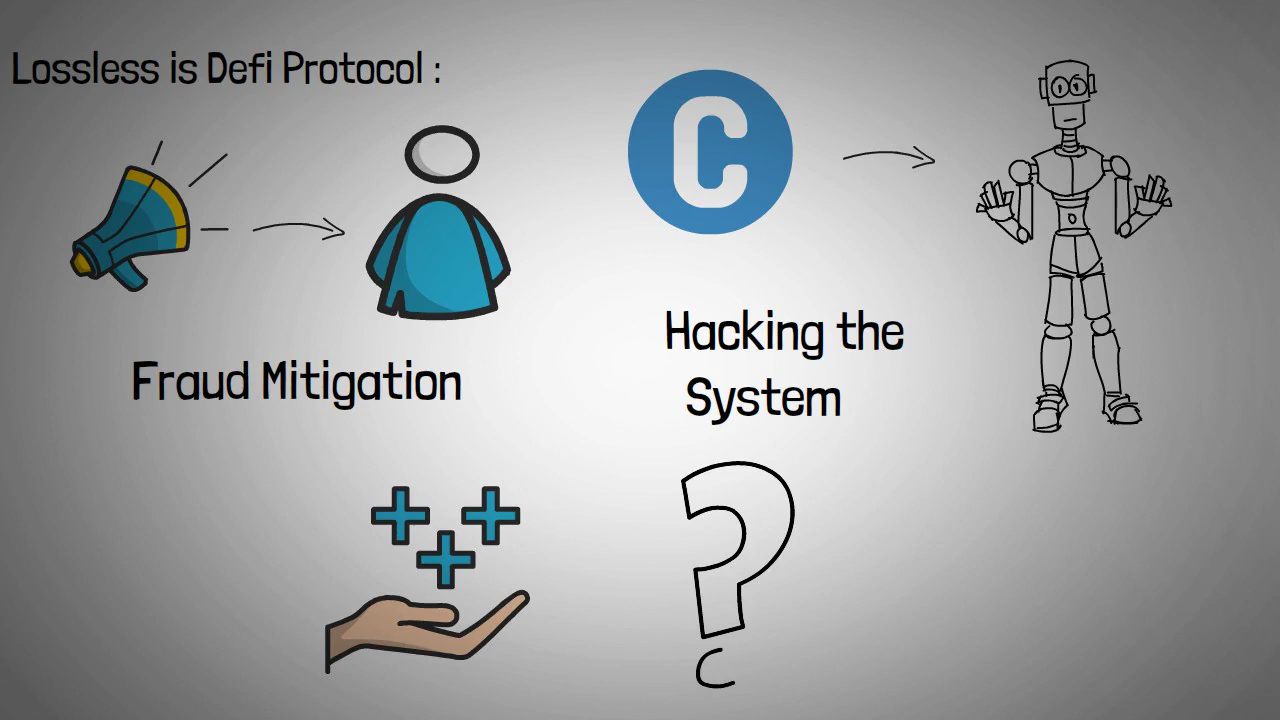 Lossless is Defi Protocol :
C
Fraud Mitigation
Hacking the
System
?